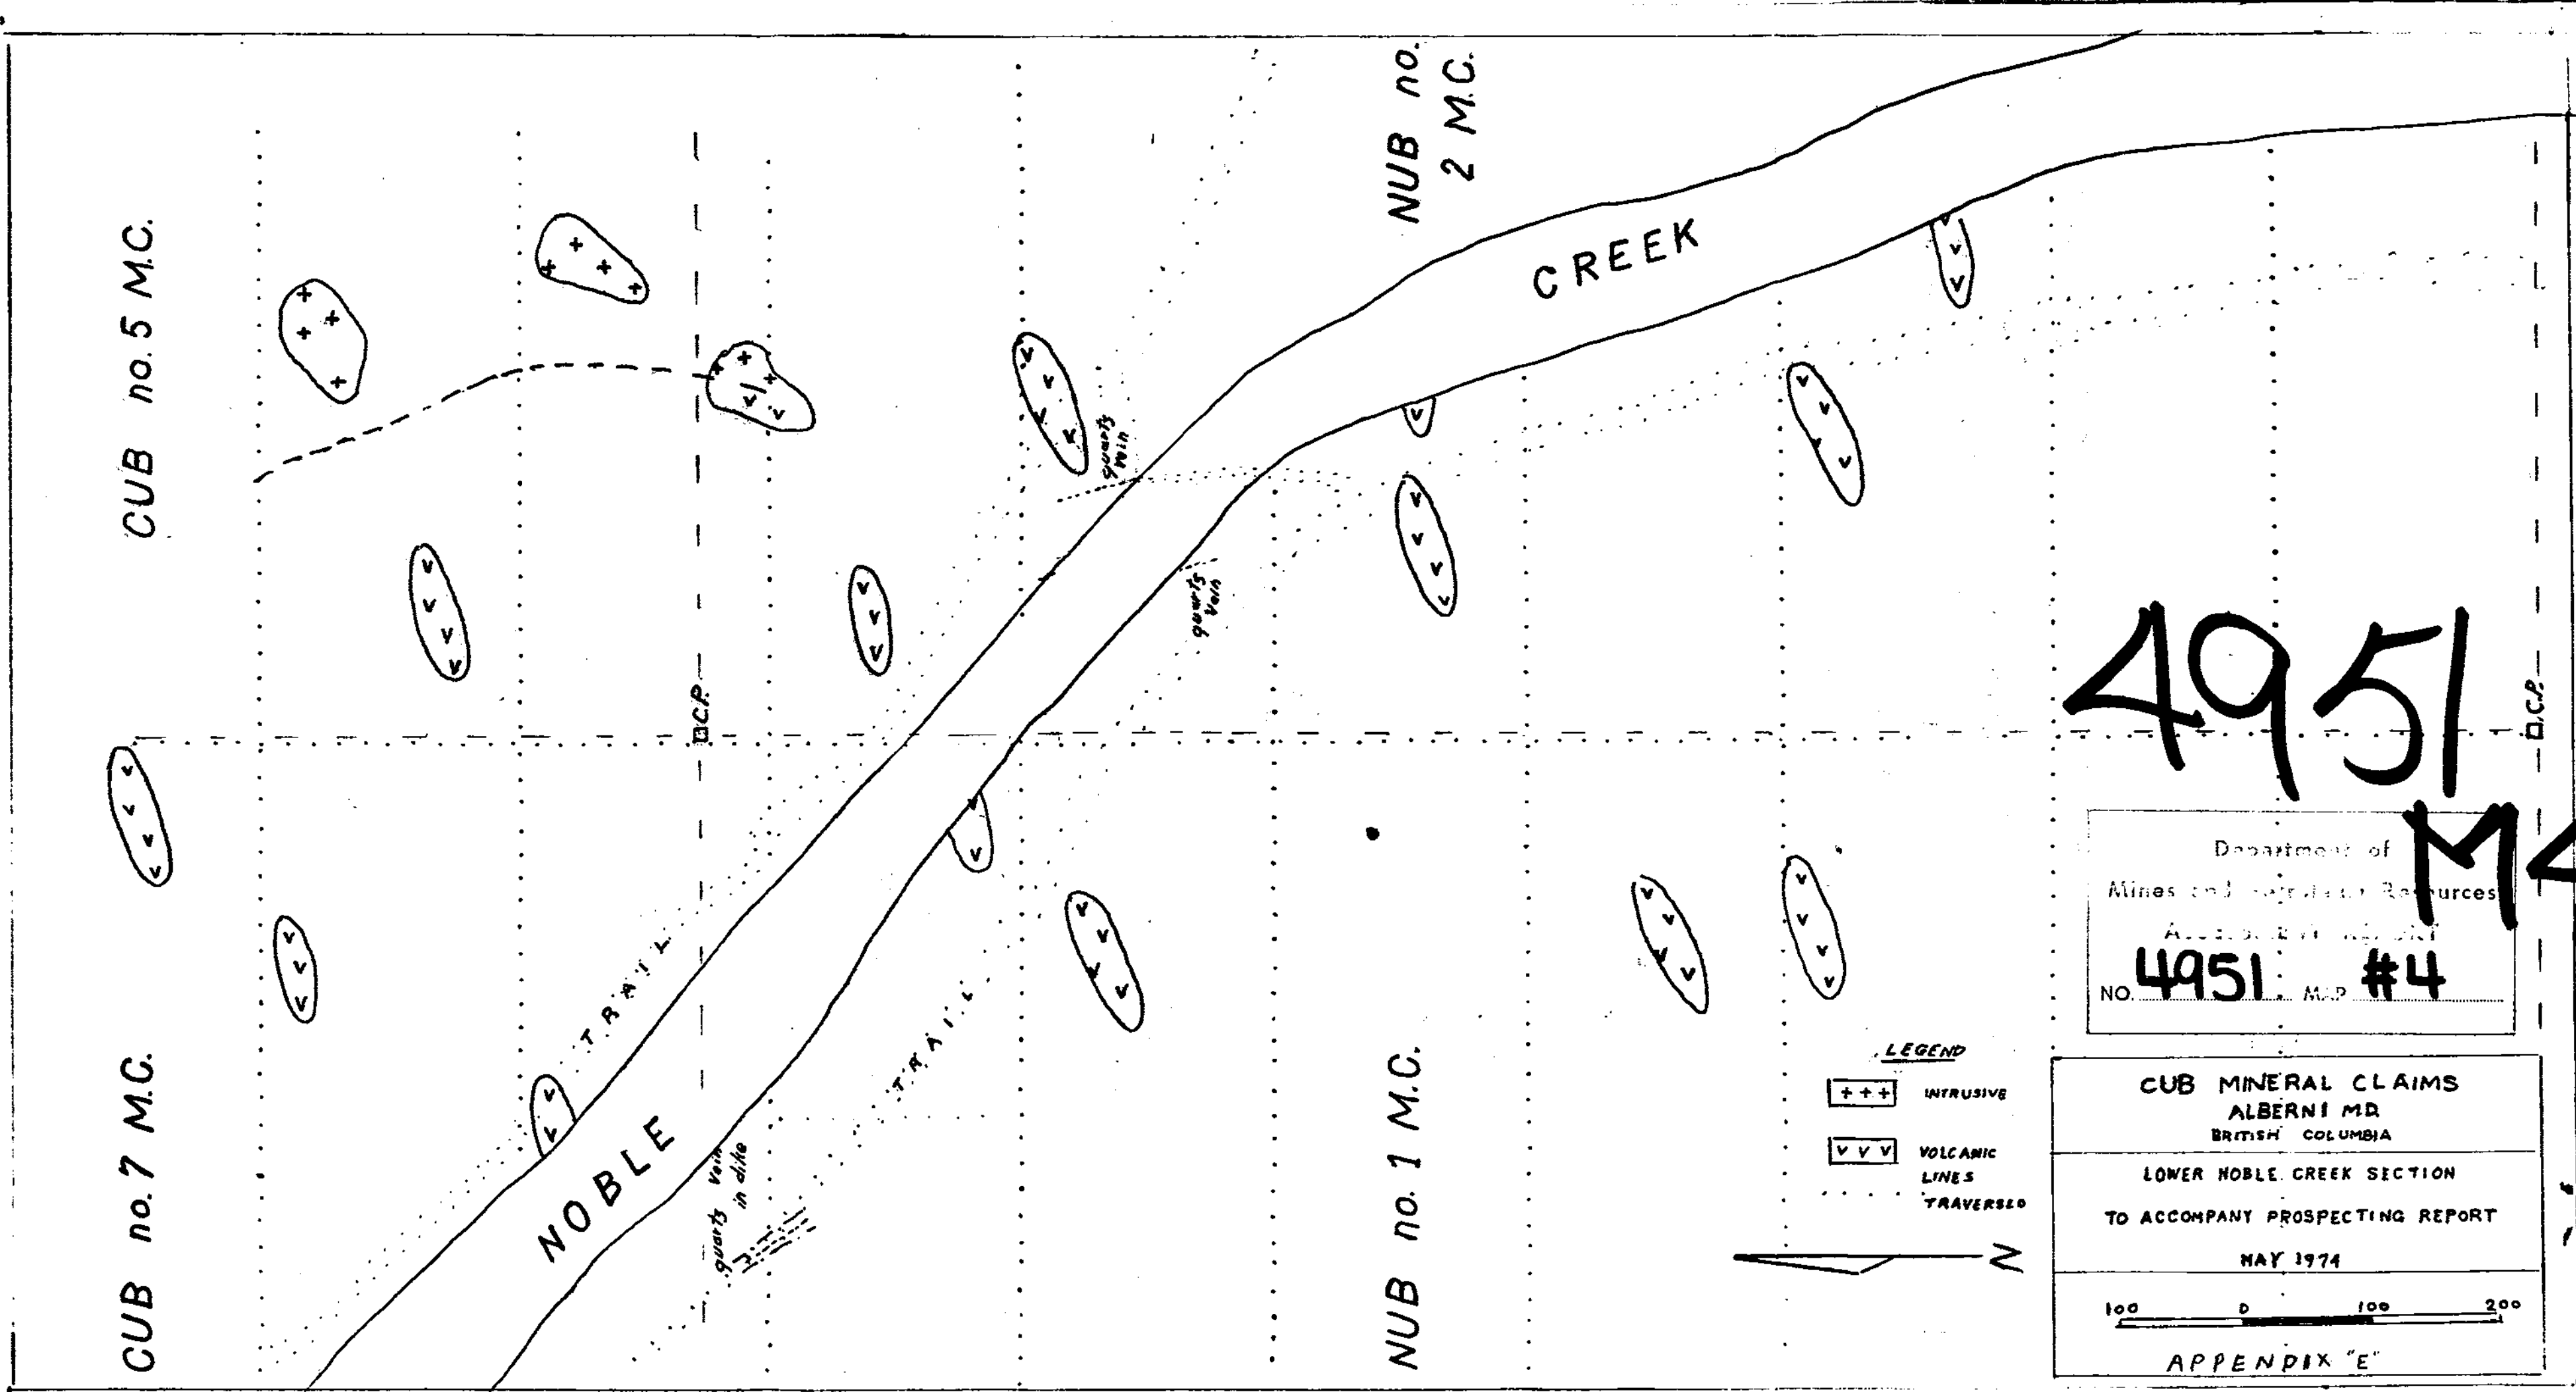 CUB no. 5 M.C.
CUB no. 7 M.C.
NUB no.
2 M.C.
NUB no. 1 M.C.
CREEK
NOBLE
quartz
vein
quartz
vein
quartz vein
in dike
TRAIL
TRAIL
C.P.
C.P.
4951
M4
Department of
Mines and Resources
NO. 4951 MAP #4
LEGEND
+ + + INTRUSIVE
v v v VOLCANIC
LINES
TRAVERSED
N
CUB MINERAL CLAIMS
ALBERNI M.D.
BRITISH COLUMBIA
LOWER NOBLE CREEK SECTION
TO ACCOMPANY PROSPECTING REPORT
MAY 1974
100 0 100 200
APPENDIX "E"